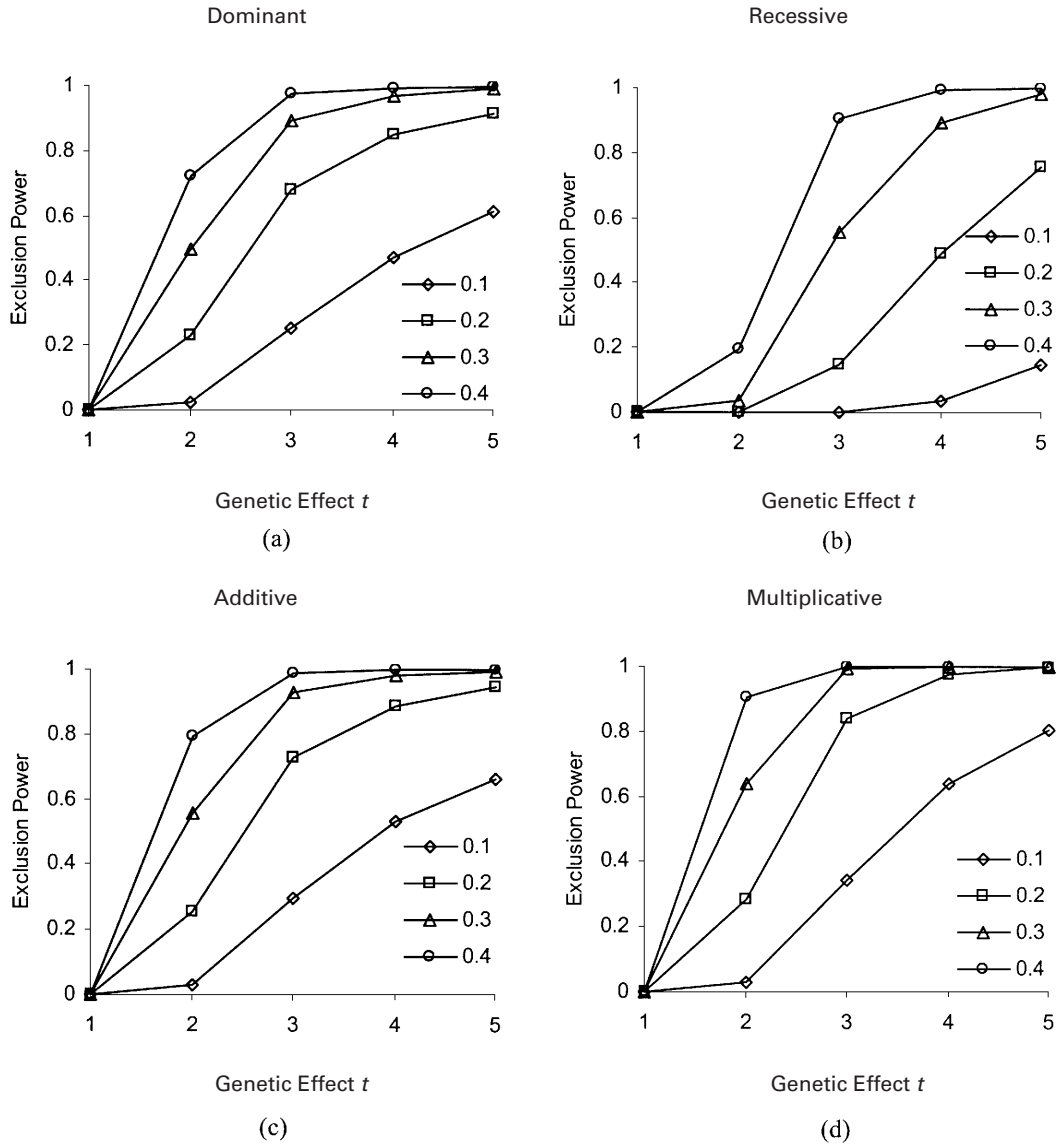 Dominant
Exclusion Power
1
0.8
0.6
0.4
0.2
0
1 2 3 4 5
0.1
0.2
0.3
0.4
Genetic Effect t
(a)
Recessive
Exclusion Power
1
0.8
0.6
0.4
0.2
0
1 2 3 4 5
0.1
0.2
0.3
0.4
Genetic Effect t
(b)
Additive
Exclusion Power
1
0.8
0.6
0.4
0.2
0
1 2 3 4 5
0.1
0.2
0.3
0.4
Genetic Effect t
(c)
Multiplicative
Exclusion Power
1
0.8
0.6
0.4
0.2
0
1 2 3 4 5
0.1
0.2
0.3
0.4
Genetic Effect t
(d)